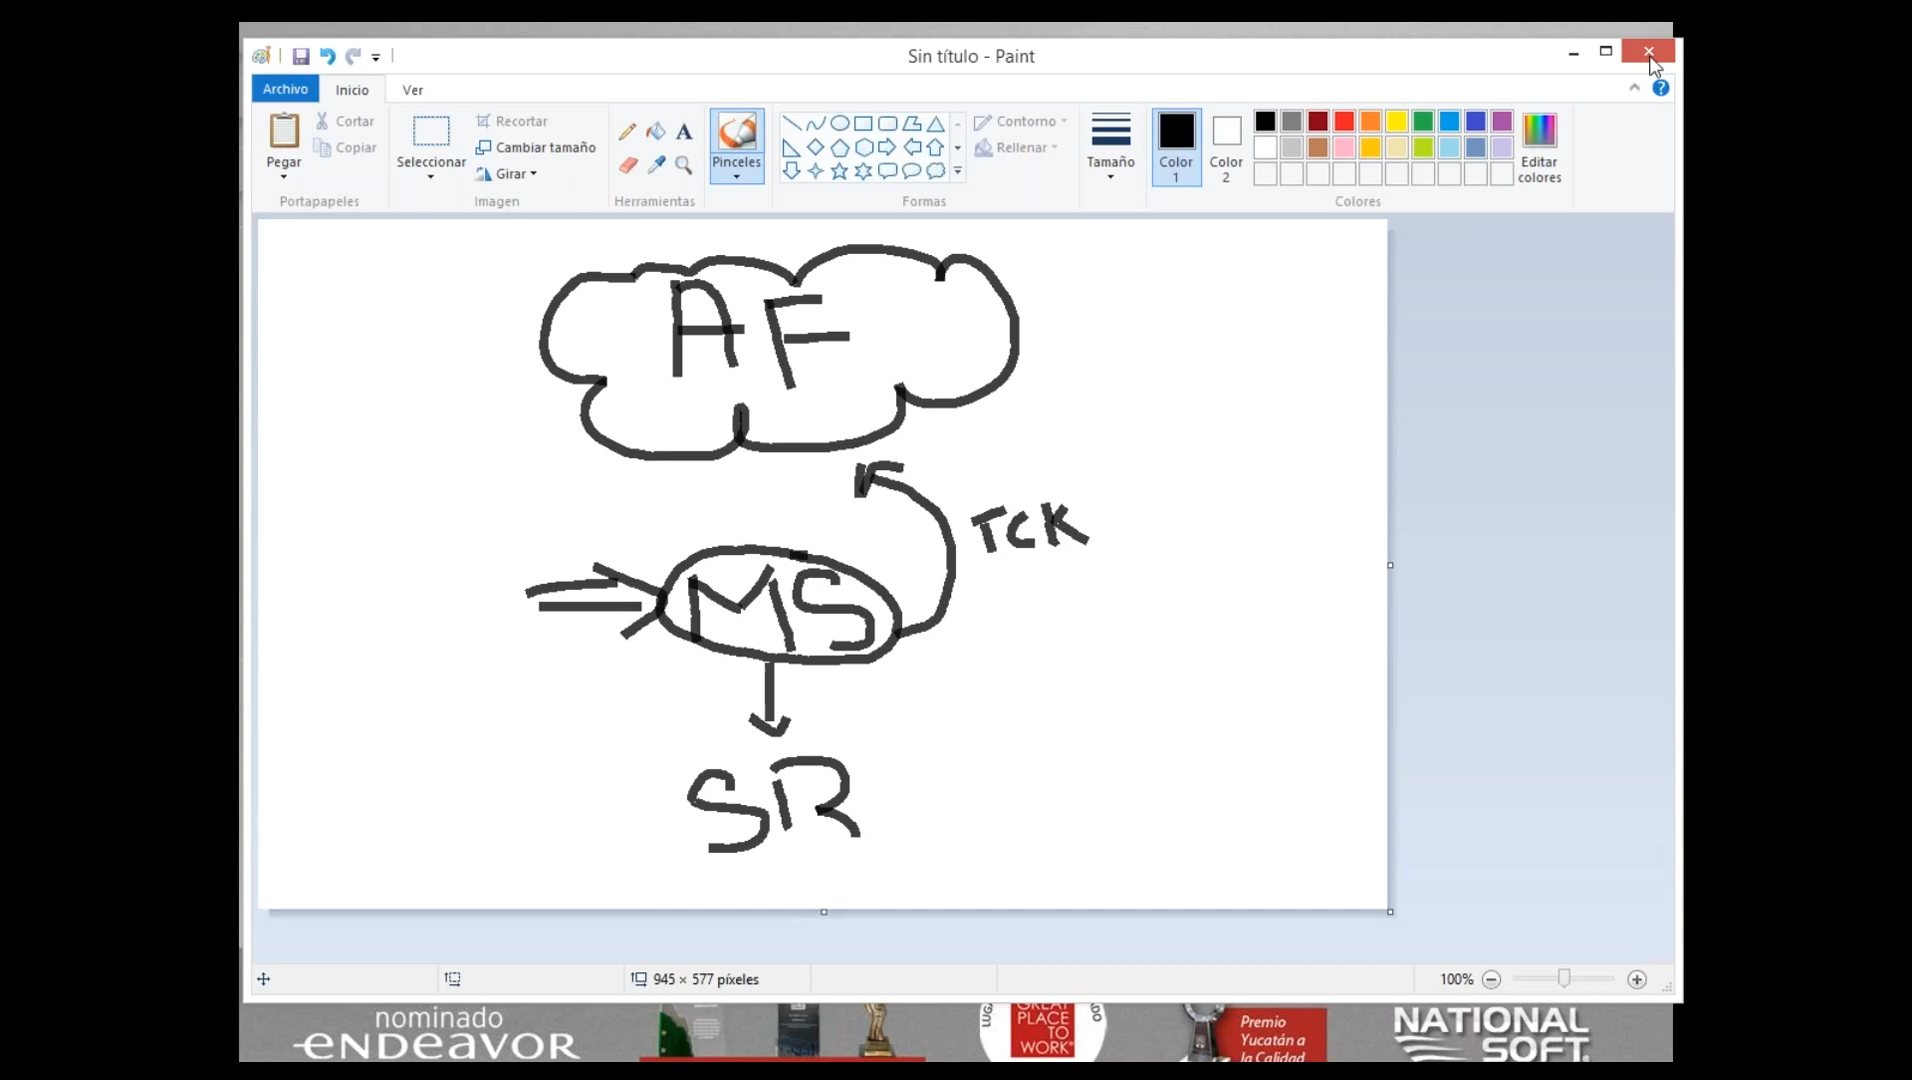 Sin título - Paint
Archivo Inicio Ver
Pegar
Cortar
Copiar
Portapapeles
Seleccionar
Recortar
Cambiar tamaño
Girar
Imagen
A
Herramientas
Pinceles
Formas
Contorno
Rellenar
Tamaño
Color 1
Color 2
Editar colores
Colores
AF
TCK
MS
SR
945 × 577 píxeles
100%
nominado
enDeavor
GREAT
PLACE
TO
WORK®
Premio
Yucatán a
la Calidad
NATIONAL
SOFT